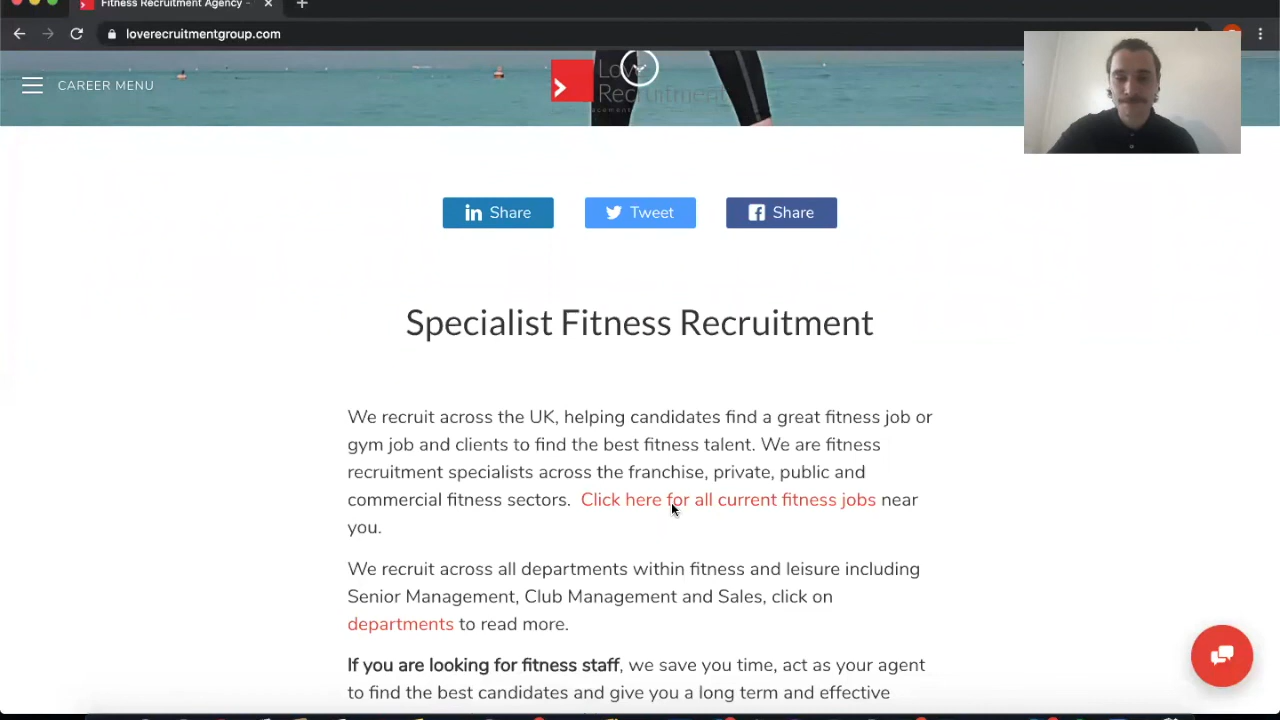 Fitness Recruitment Agency -
loverecruitmentgroup.com
CAREER MENU
Love
Recruitment
Share
Tweet
Share
Specialist Fitness Recruitment
We recruit across the UK, helping candidates find a great fitness job or
gym job and clients to find the best fitness talent. We are fitness
recruitment specialists across the franchise, private, public and
commercial fitness sectors. Click here for all current fitness jobs near
you.
We recruit across all departments within fitness and leisure including
Senior Management, Club Management and Sales, click on
departments to read more.
If you are looking for fitness staff, we save you time, act as your agent
to find the best candidates and give you a long term and effective